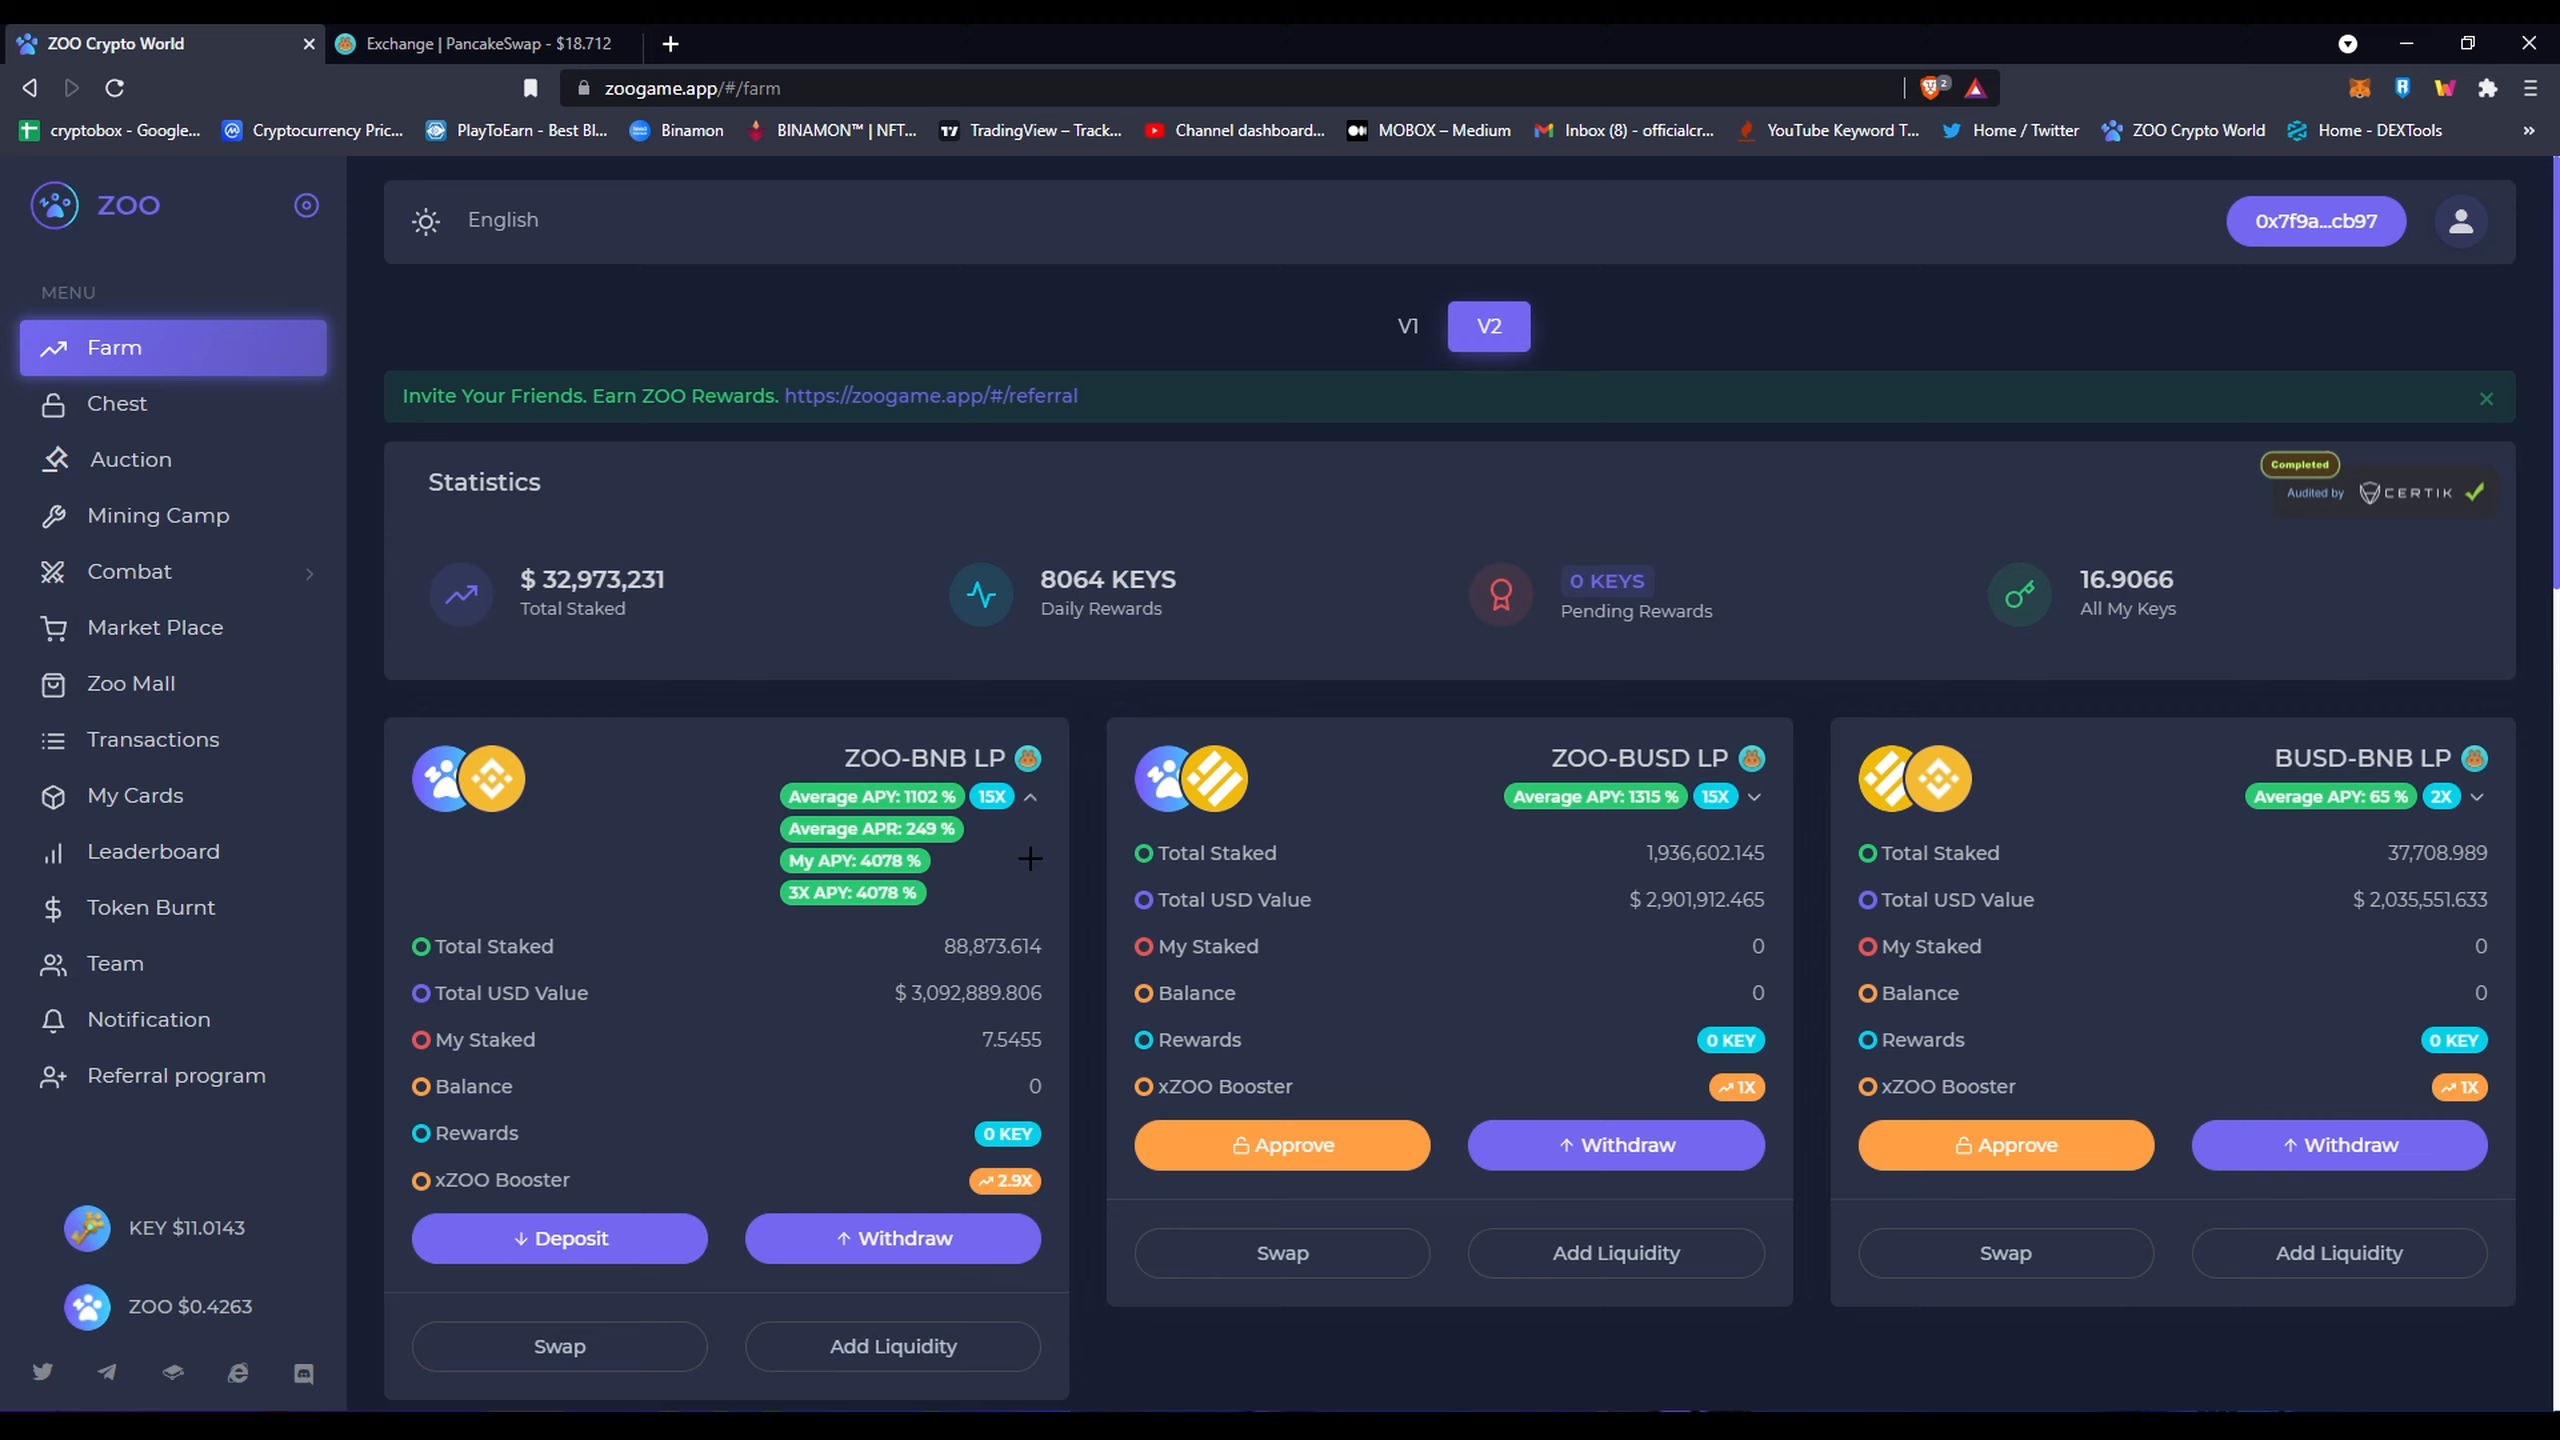 ZOO Crypto World
Exchange | PancakeSwap - $18.712
zoogame.app/#/farm
2
cryptobox - Google...
Cryptocurrency Pric...
PlayToEarn - Best Bl...
Binamon
BINAMON™ | NFT...
TradingView – Track...
Channel dashboard...
MOBOX – Medium
Inbox (8) - officialcr...
YouTube Keyword T...
Home / Twitter
ZOO Crypto World
Home - DEXTools
ZOO
English
0x7f9a...cb97
MENU
Farm
Chest
Auction
Mining Camp
Combat
Market Place
Zoo Mall
Transactions
My Cards
Leaderboard
Token Burnt
Team
Notification
Referral program
KEY $11.0143
ZOO $0.4263
V1
V2
Invite Your Friends. Earn ZOO Rewards. https://zoogame.app/#/referral
Statistics
Completed
Audited by CERTIK
$ 32,973,231
Total Staked
8064 KEYS
Daily Rewards
0 KEYS
Pending Rewards
16.9066
All My Keys
ZOO-BNB LP
Average APY: 1102 % 15X
Average APR: 249 %
My APY: 4078 %
3X APY: 4078 %
Total Staked 88,873.614
Total USD Value $ 3,092,889.806
My Staked 7.5455
Balance 0
Rewards 0 KEY
xZOO Booster 2.9X
Deposit
Withdraw
Swap
Add Liquidity
ZOO-BUSD LP
Average APY: 1315 % 15X
Total Staked 1,936,602.145
Total USD Value $ 2,901,912.465
My Staked 0
Balance 0
Rewards 0 KEY
xZOO Booster 1X
Approve
Withdraw
Swap
Add Liquidity
BUSD-BNB LP
Average APY: 65 % 2X
Total Staked 37,708.989
Total USD Value $ 2,035,551.633
My Staked 0
Balance 0
Rewards 0 KEY
xZOO Booster 1X
Approve
Withdraw
Swap
Add Liquidity